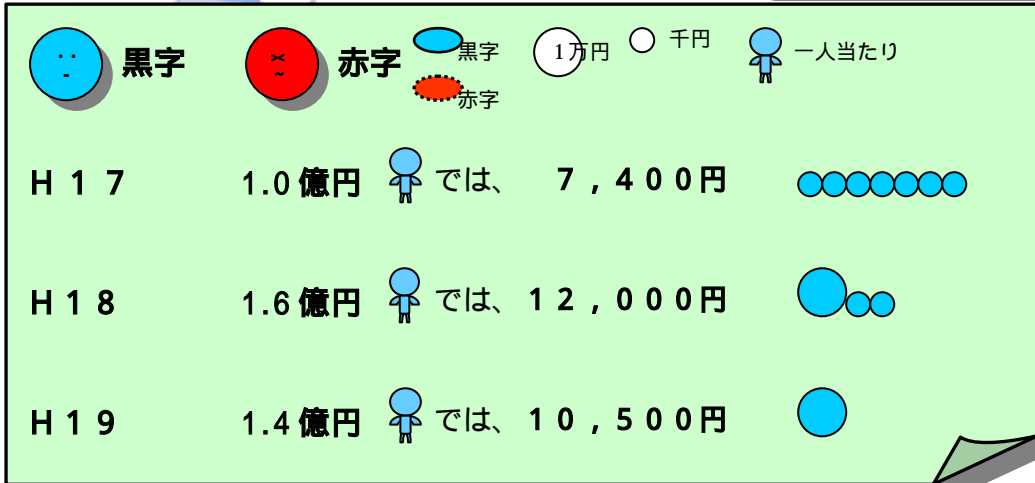 黒字 赤字 黒字 1万円 千円 一人当たり
赤字
H17 1.0億円 では、 7,400円
H18 1.6億円 では、 12,000円
H19 1.4億円 では、 10,500円